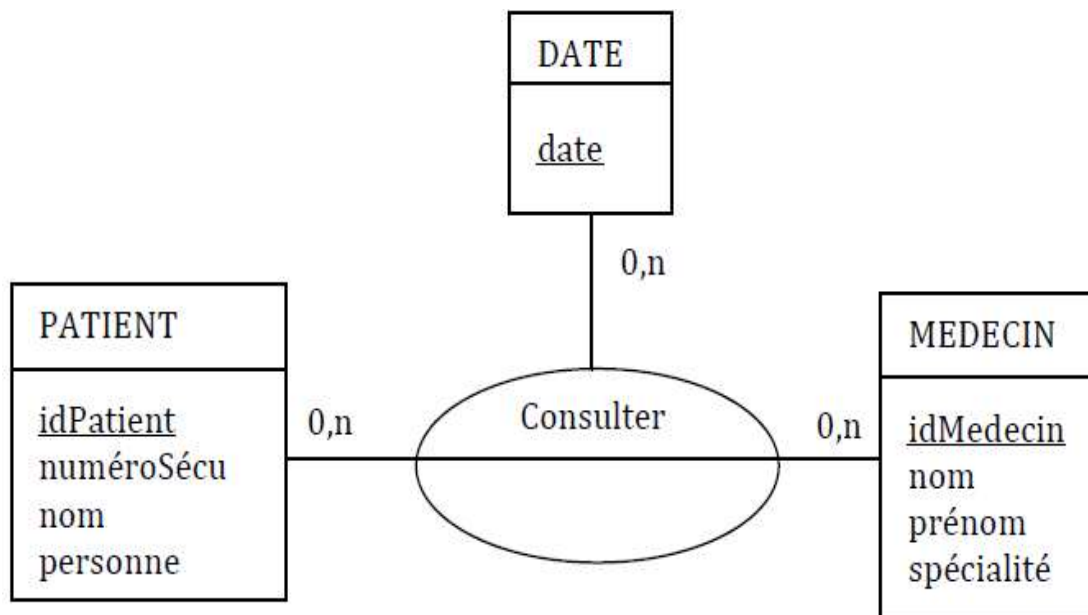 DATE
date
0,n
PATIENT
idPatient
numéroSécu
nom
personne
0,n
Consulter
0,n
MEDECIN
idMedecin
nom
prénom
spécialité